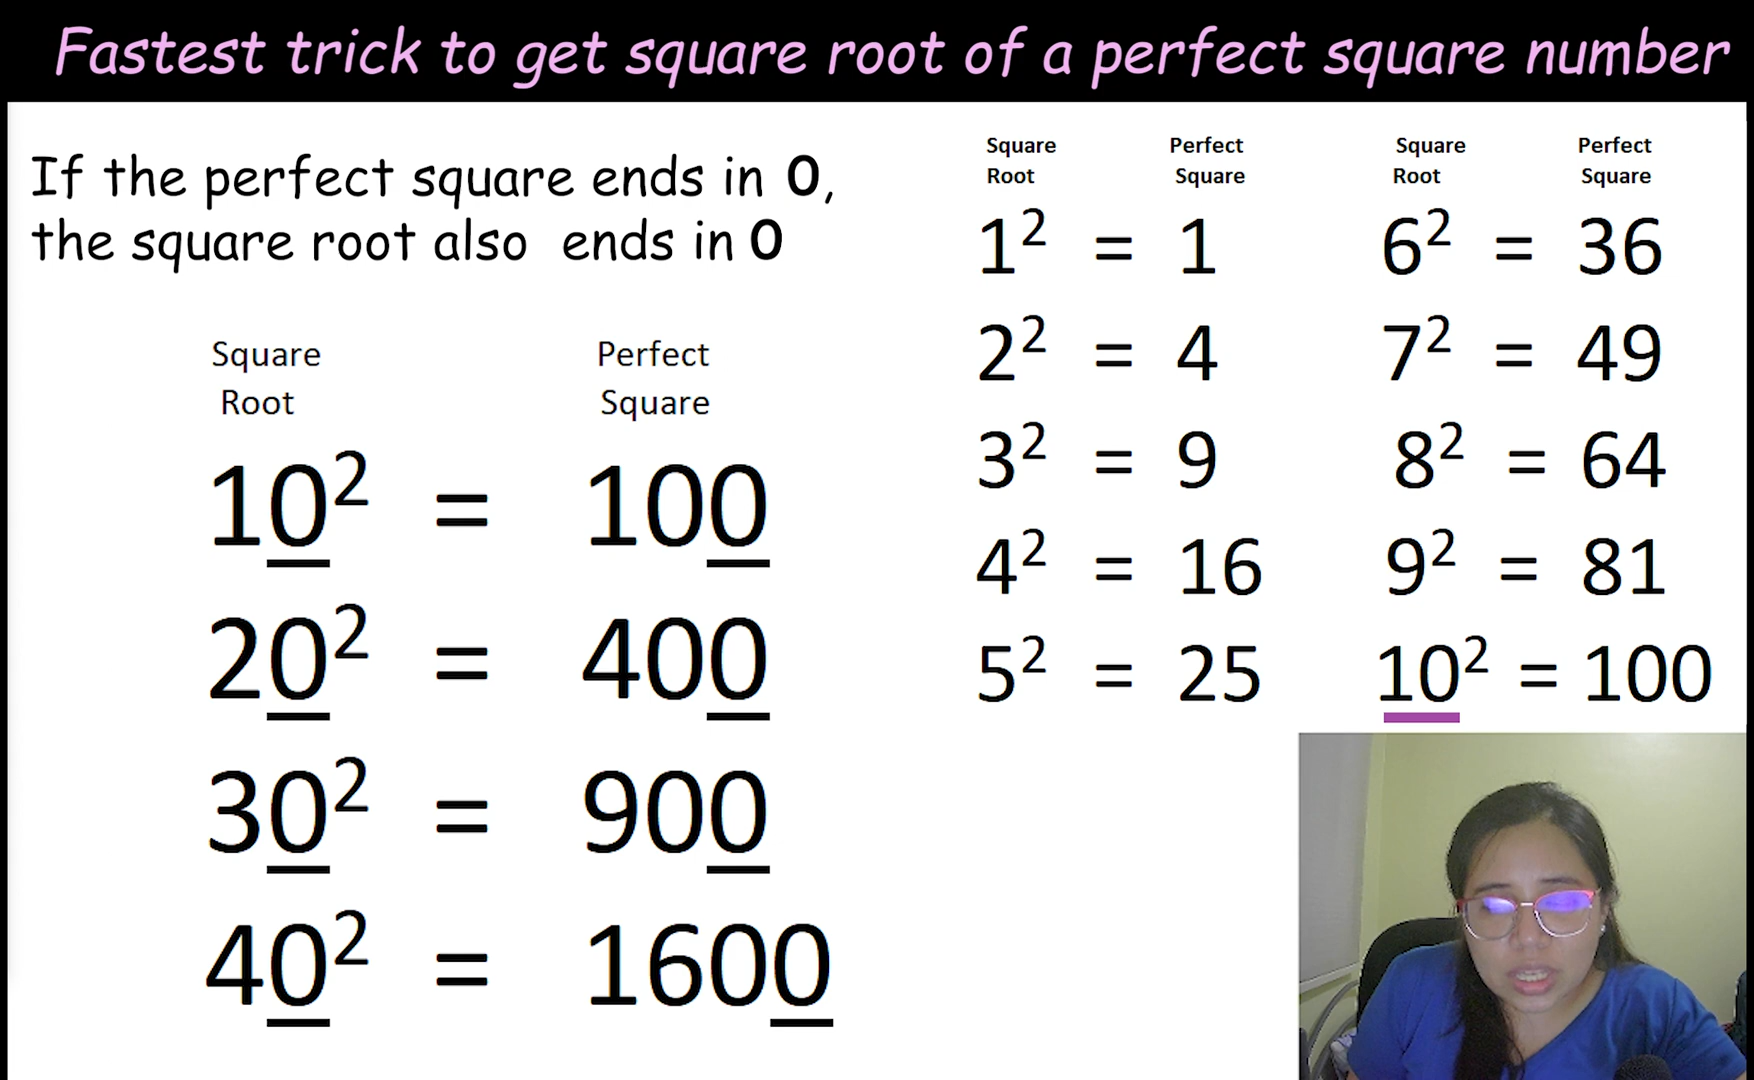 Fastest trick to get square root of a perfect square number
If the perfect square ends in 0,
the square root also ends in 0
Square Root
Perfect Square
10² = 100
20² = 400
30² = 900
40² = 1600
Square Root
Perfect Square
1² = 1
2² = 4
3² = 9
4² = 16
5² = 25
Square Root
Perfect Square
6² = 36
7² = 49
8² = 64
9² = 81
10² = 100